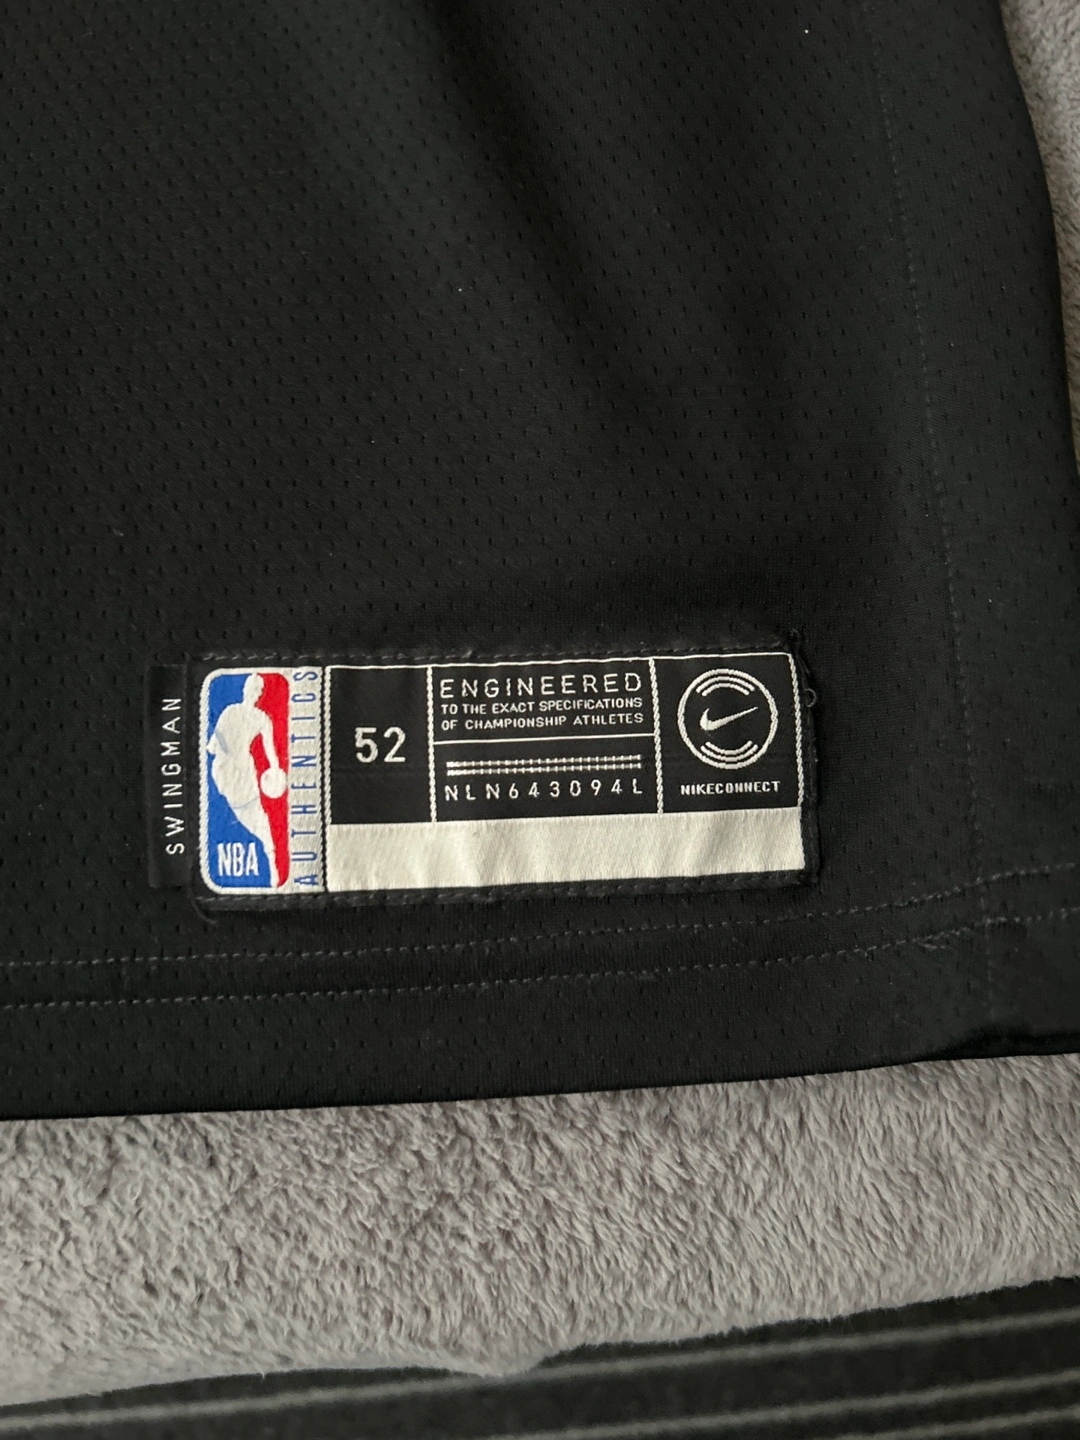 SWINGMAN
NBA
AUTHENTICS
52
ENGINEERED
TO THE EXACT SPECIFICATIONS
OF CHAMPIONSHIP ATHLETES
NLN643094L
NIKECONNECT